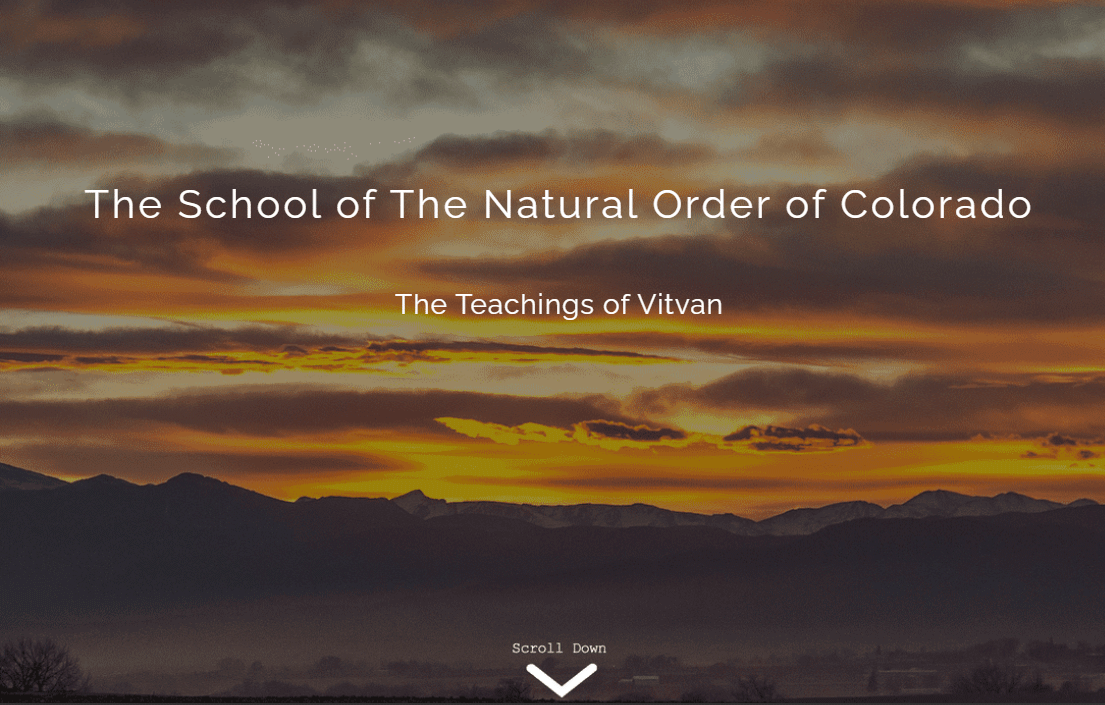 The School of The Natural Order of Colorado
The Teachings of Vitvan
Scroll Down